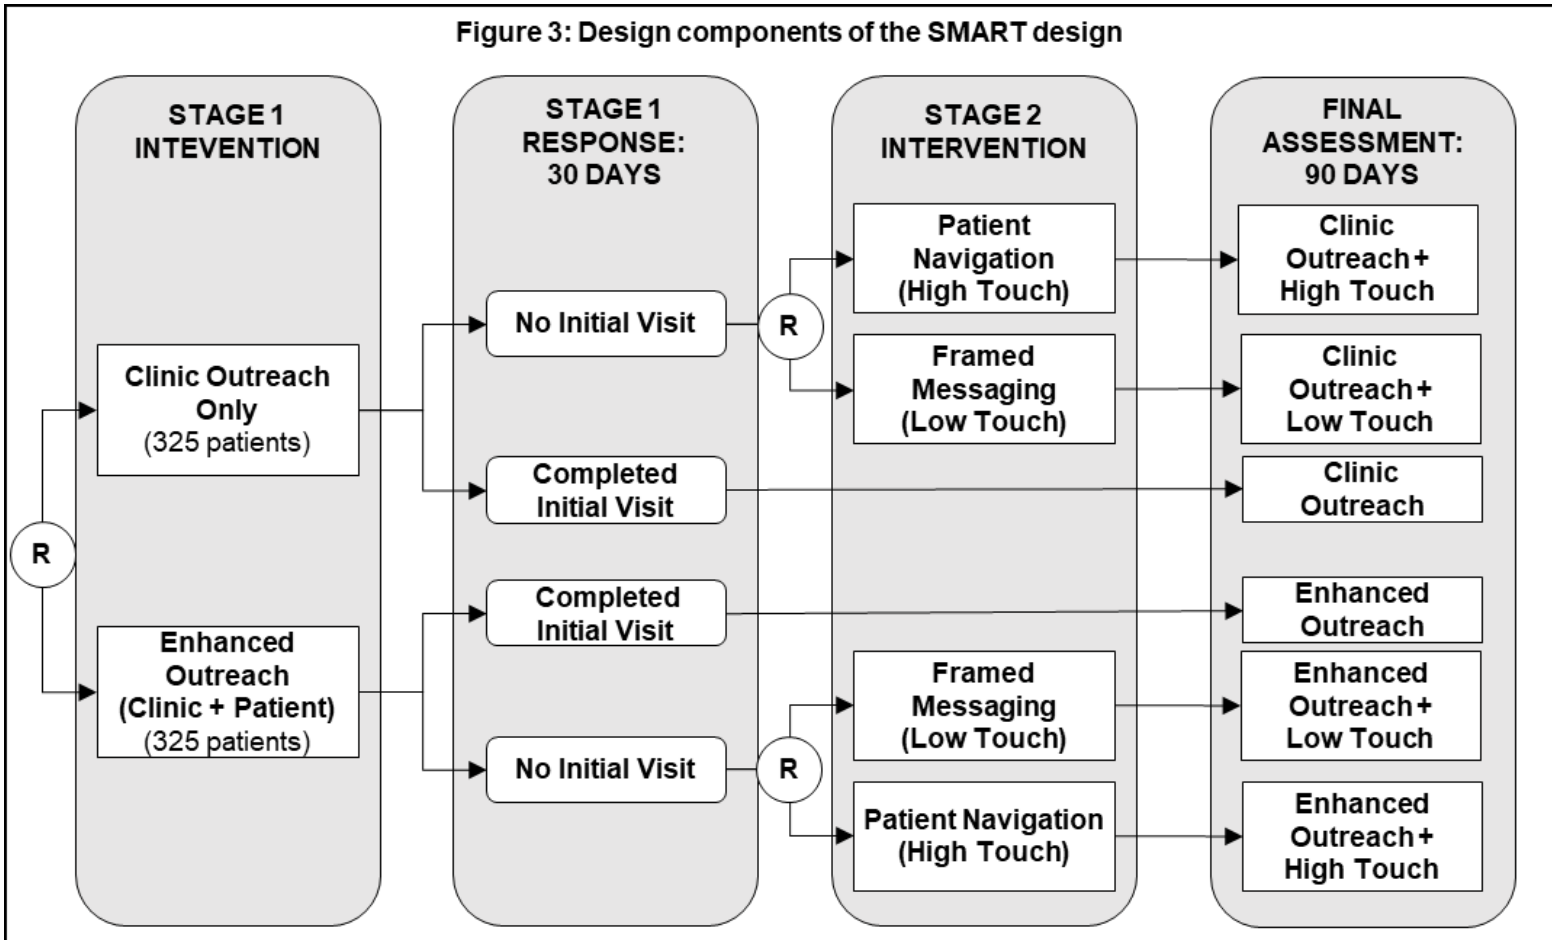 Figure 3: Design components of the SMART design
STAGE 1
INTEVENTION
STAGE 1
RESPONSE:
30 DAYS
STAGE 2
INTERVENTION
FINAL
ASSESSMENT:
90 DAYS
R
Clinic Outreach
Only
(325 patients)
Enhanced
Outreach
(Clinic + Patient)
(325 patients)
No Initial Visit
Completed
Initial Visit
Completed
Initial Visit
No Initial Visit
R
R
Patient
Navigation
(High Touch)
Framed
Messaging
(Low Touch)
Framed
Messaging
(Low Touch)
Patient Navigation
(High Touch)
Clinic
Outreach+
High Touch
Clinic
Outreach+
Low Touch
Clinic
Outreach
Enhanced
Outreach
Enhanced
Outreach+
Low Touch
Enhanced
Outreach+
High Touch